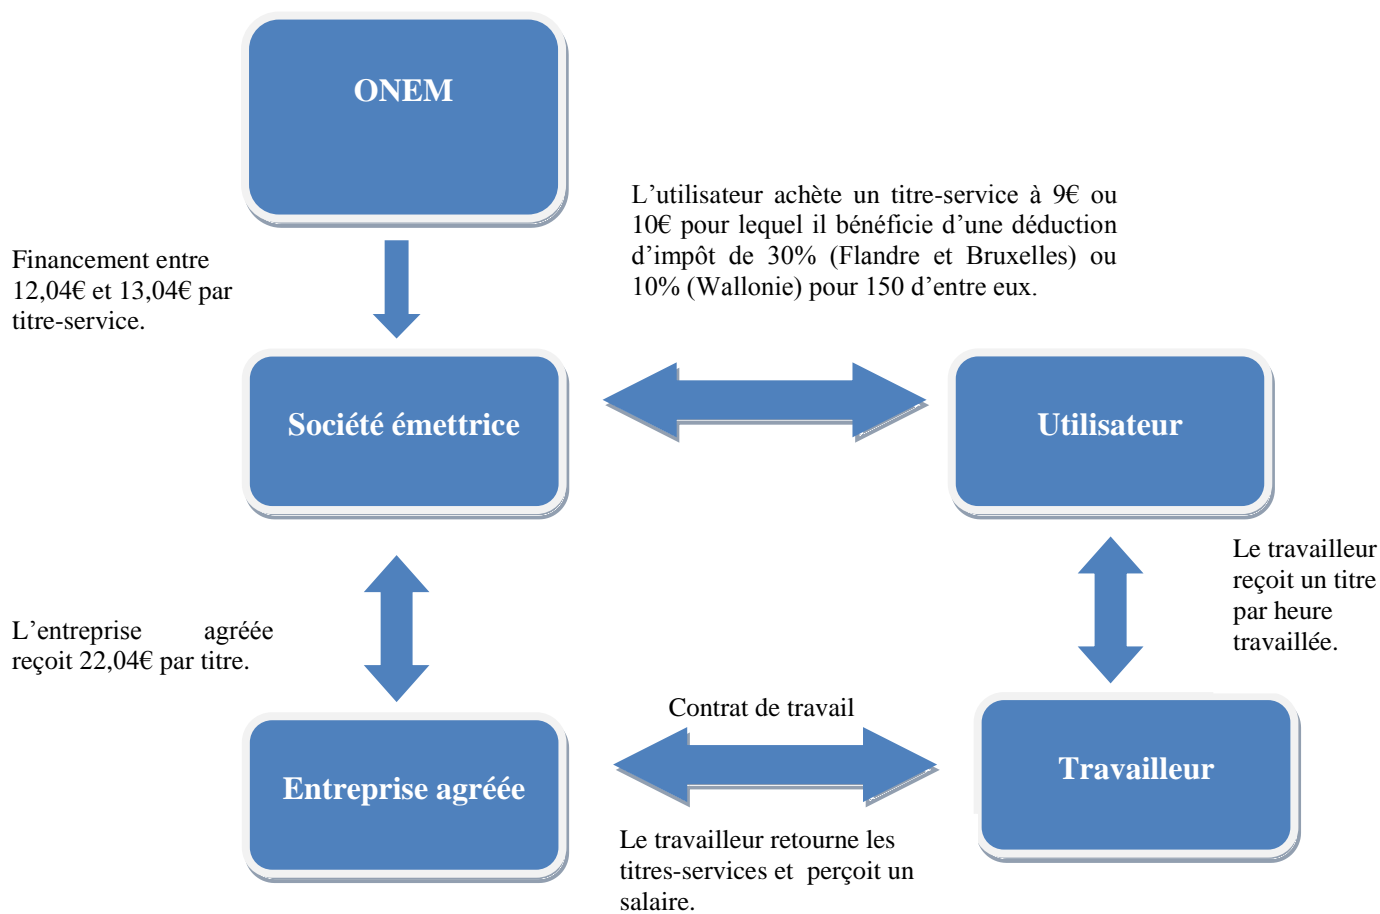 ONEM
L’utilisateur achète un titre-service à 9€ ou
10€ pour lequel il bénéficie d’une déduction
d’impôt de 30% (Flandre et Bruxelles) ou
10% (Wallonie) pour 150 d’entre eux.
Financement entre
12,04€ et 13,04€ par
titre-service.
Société émettrice
Utilisateur
Le travailleur
reçoit un titre
par heure
travaillée.
L’entreprise agréée
reçoit 22,04€ par titre.
Contrat de travail
Entreprise agréée
Travailleur
Le travailleur retourne les
titres-services et perçoit un
salaire.